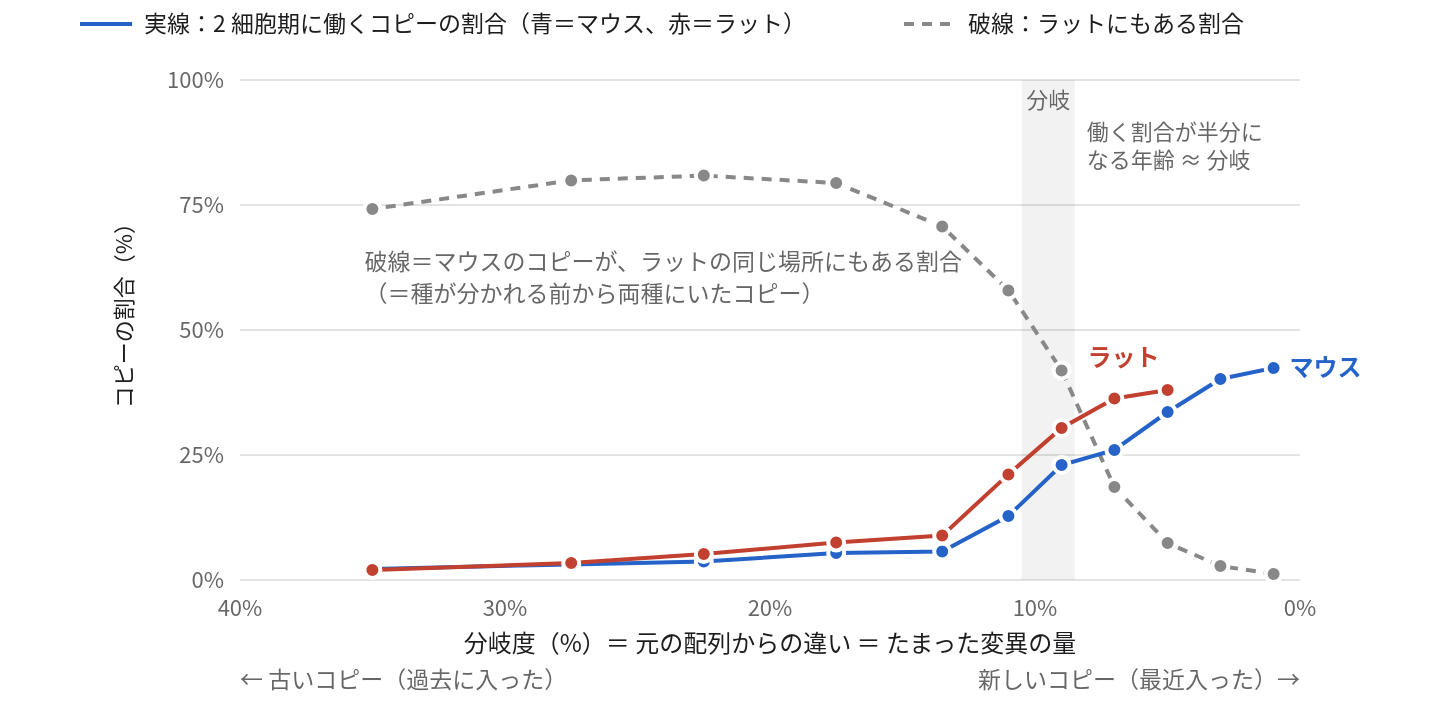 実線：2 細胞期に働くコピーの割合（青＝マウス、赤＝ラット）
破線：ラットにもある割合
100%
分岐
働く割合が半分に
なる年齢 ≈ 分岐
75%
破線＝マウスのコピーが、ラットの同じ場所にもある割合
（＝種が分かれる前から両種にいたコピー）
コピーの割合（%）
50%
ラット
マウス
25%
0%
40%
30%
20%
10%
0%
分岐度（%）＝ 元の配列からの違い ＝ たまった変異の量
← 古いコピー（過去に入った）
新しいコピー（最近入った）→